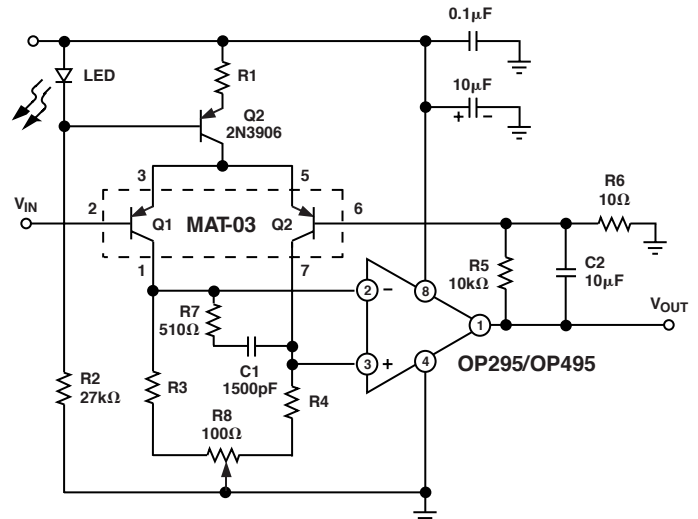 0.1μF
LED
R1
10μF
+ −
Q2
2N3906
3
5
R6
10Ω
VIN
2
Q1
MAT-03
Q2
6
1
7
R5
10kΩ
C2
10μF
R7
510Ω
2
−
8
VOUT
1
C1
1500pF
3
+
4
OP295/OP495
R2
27kΩ
R3
R8
100Ω
R4